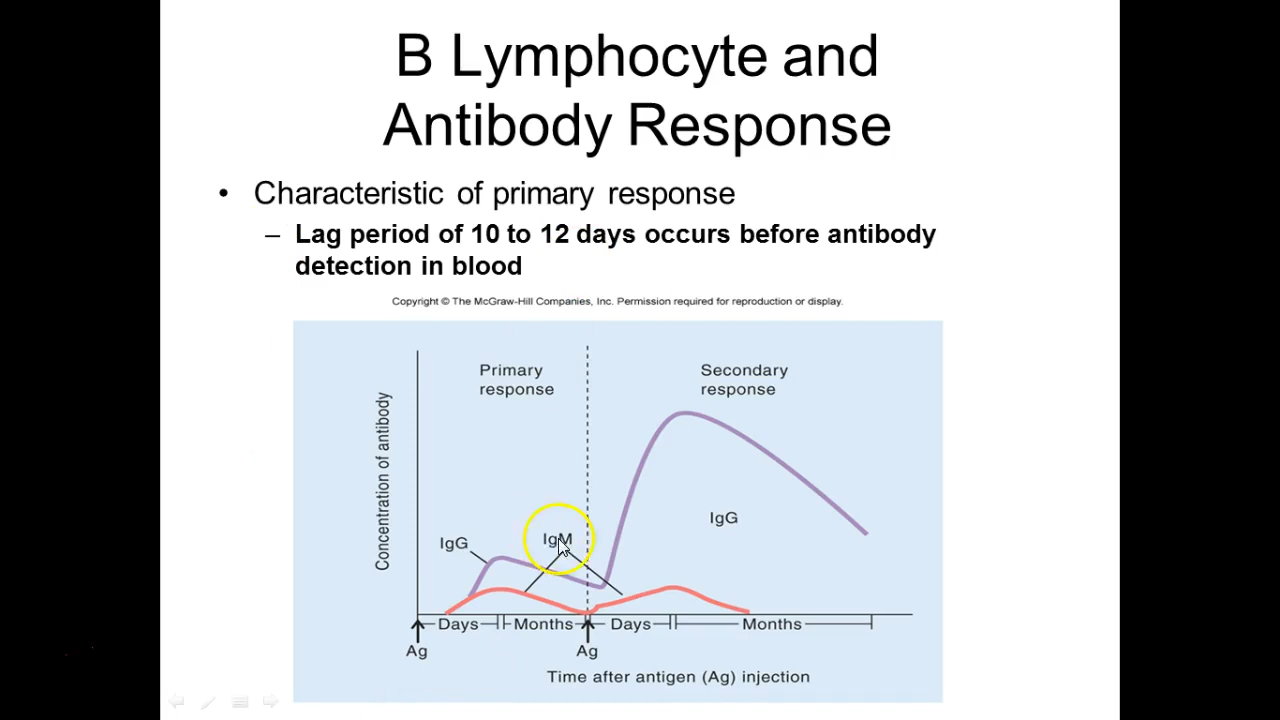 B Lymphocyte and
Antibody Response
• Characteristic of primary response
– Lag period of 10 to 12 days occurs before antibody
detection in blood
Copyright © The McGraw-Hill Companies, Inc. Permission required for reproduction or display.
Primary
response
Secondary
response
Concentration of antibody
IgG
IgM
IgG
Days
Months
Days
Months
Ag
Ag
Time after antigen (Ag) injection